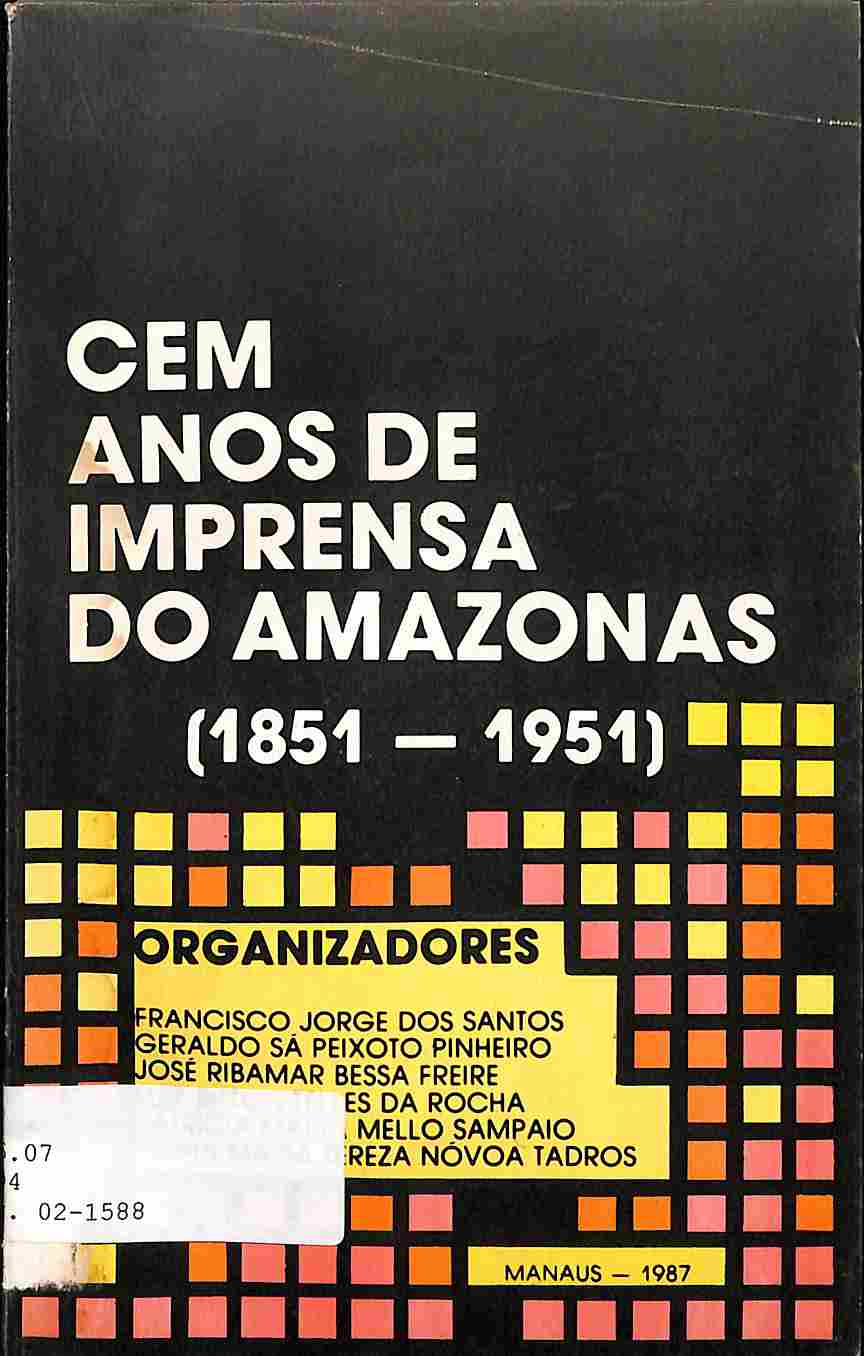 CEM
ANOS DE
IMPRENSA
DO AMAZONAS
(1851 — 1951)
ORGANIZADORES
FRANCISCO JORGE DOS SANTOS
GERALDO SÁ PEIXOTO PINHEIRO
JOSÉ RIBAMAR BESSA FREIRE
ES DA ROCHA
MELLO SAMPAIO
EREZA NÓVOA TADROS
.07
4
. 02-1588
MANAUS — 1987